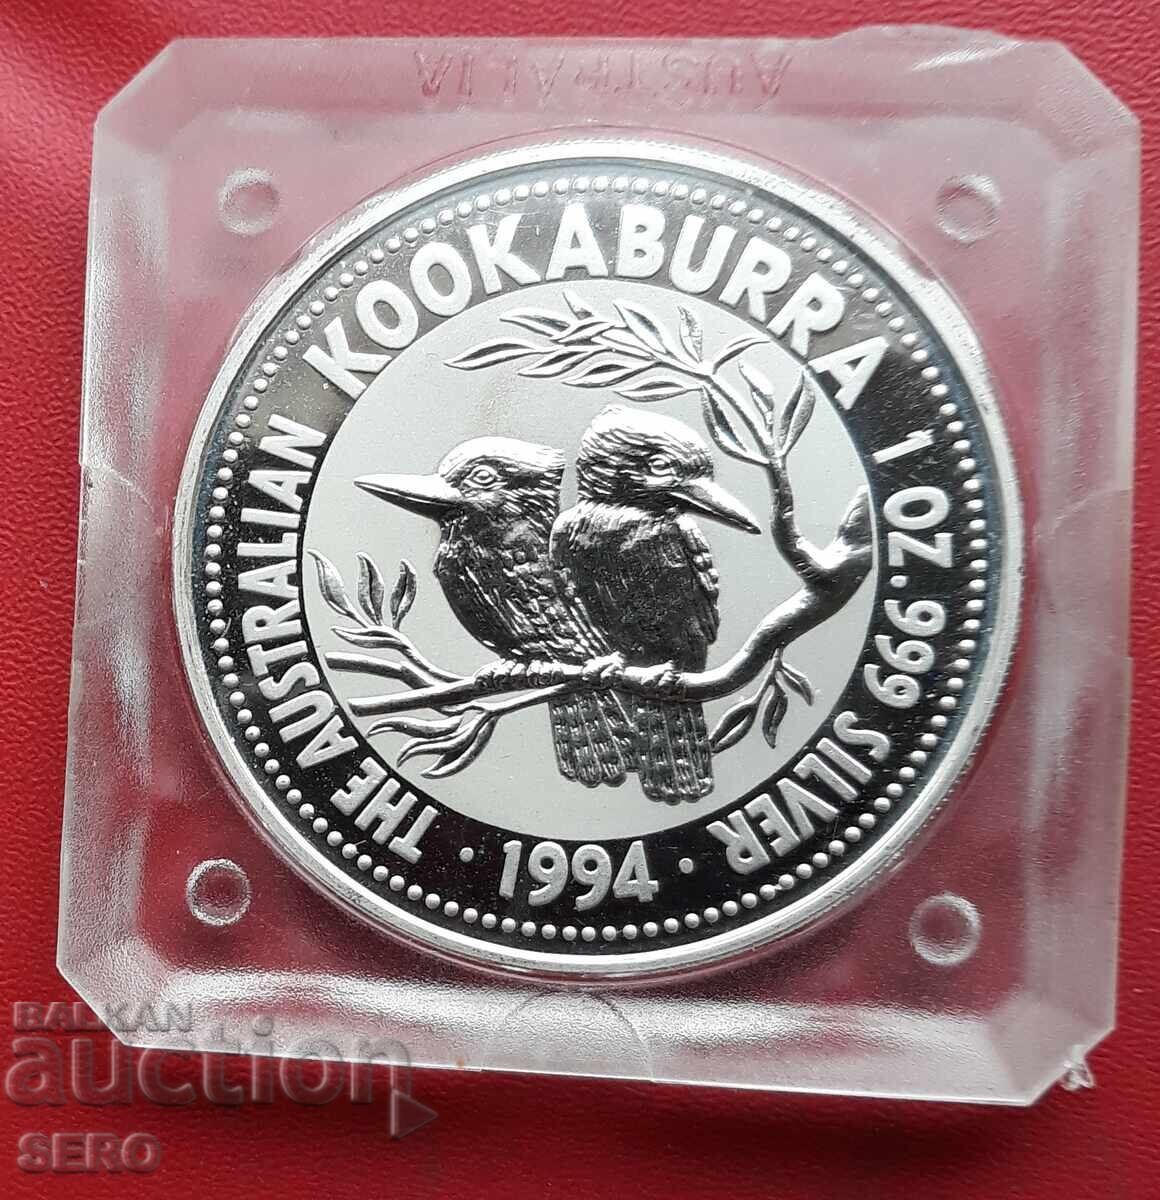 AUSTRALIA
THE AUSTRALIAN KOOKABURRA 1 OZ. 999 SILVER
· 1994 ·
BALKAN
auction
SERO